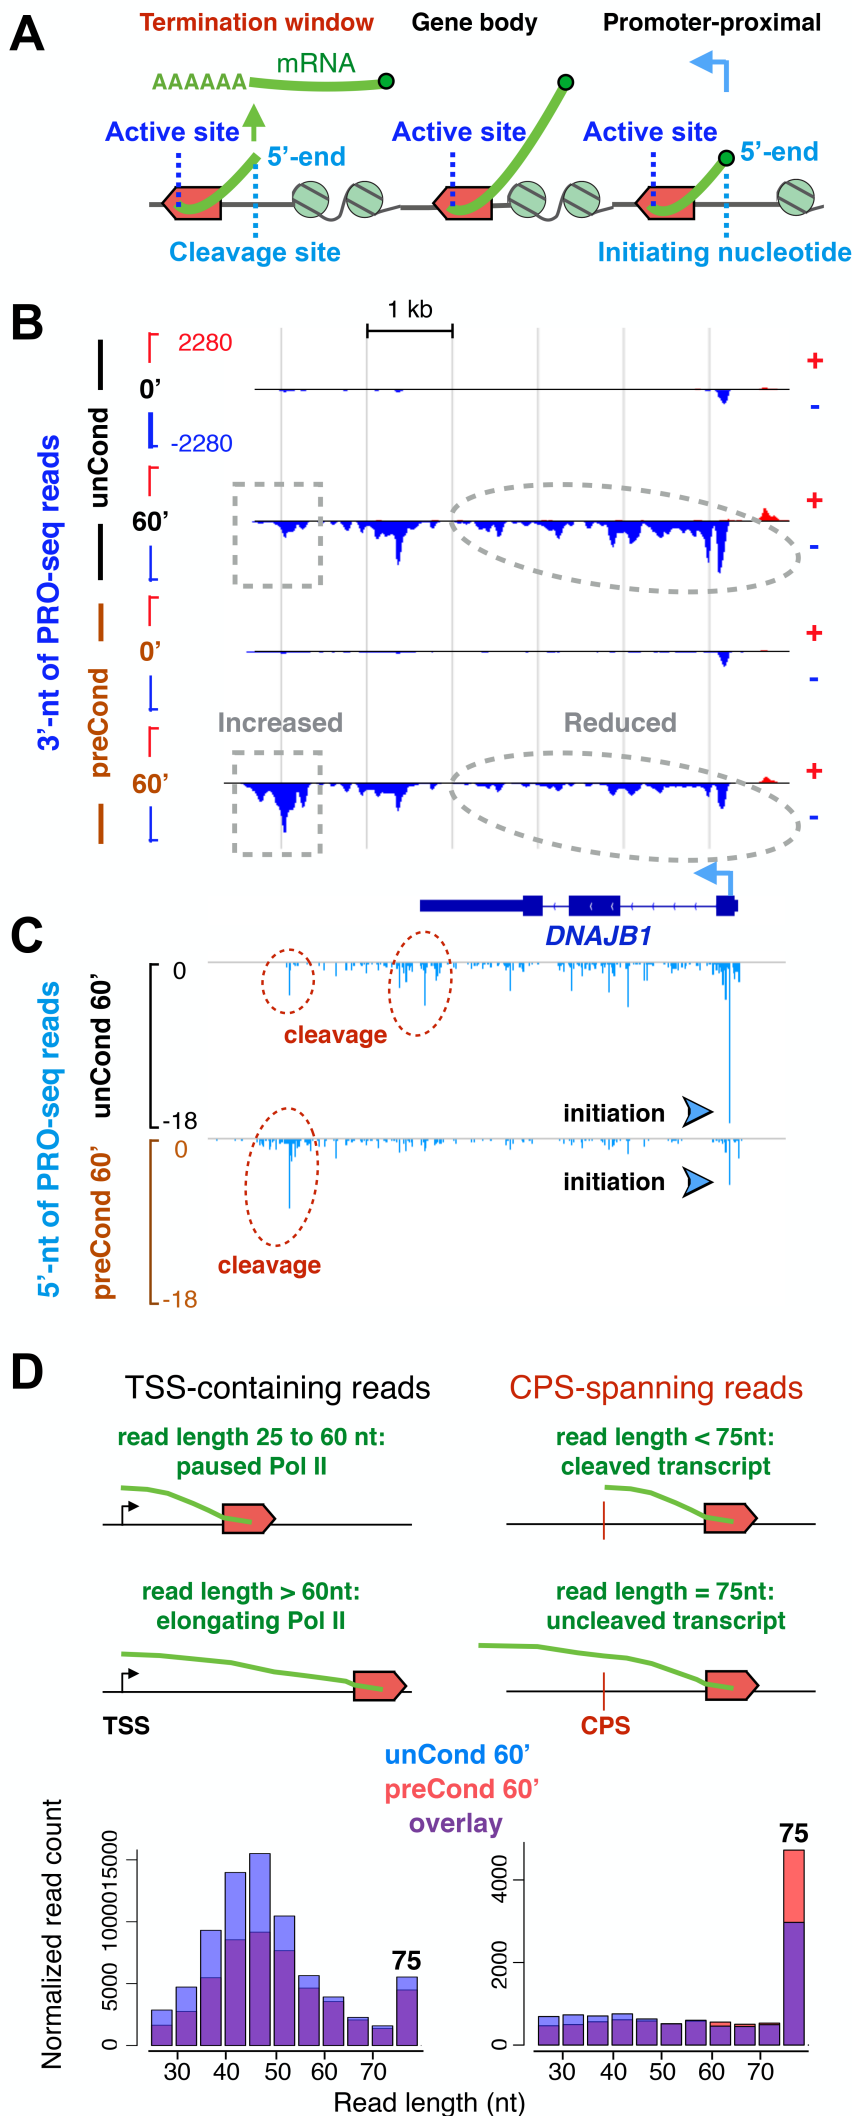 A
Termination window
Gene body
Promoter-proximal
mRNA
AAAAAA
Active site
5’-end
Active site
Active site
5’-end
Cleavage site
Initiating nucleotide
B
1 kb
3’-nt of PRO-seq reads
unCond
preCond
2280
0’
-2280
+
-
60’
+
-
0’
+
-
Increased
Reduced
60’
+
-
DNAJB1
C
5’-nt of PRO-seq reads
unCond 60’
0
cleavage
-18
initiation
preCond 60’
0
initiation
cleavage
-18
D
TSS-containing reads
CPS-spanning reads
read length 25 to 60 nt:
paused Pol II
read length < 75nt:
cleaved transcript
read length > 60nt:
elongating Pol II
read length = 75nt:
uncleaved transcript
TSS
CPS
unCond 60’
preCond 60’
overlay
Normalized read count
0
5000
10000
15000
75
30 40 50 60 70
0
2000
4000
75
30 40 50 60 70
Read length (nt)